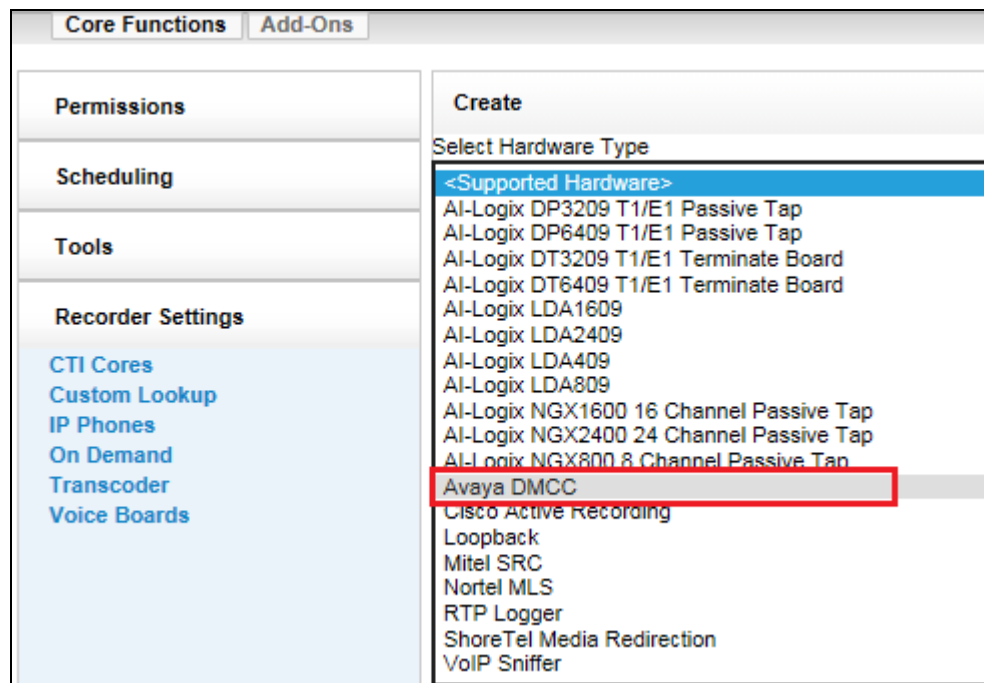 Core Functions Add-Ons
Permissions
Scheduling
Tools
Recorder Settings
CTI Cores
Custom Lookup
IP Phones
On Demand
Transcoder
Voice Boards
Create
Select Hardware Type
<Supported Hardware>
AI-Logix DP3209 T1/E1 Passive Tap
AI-Logix DP6409 T1/E1 Passive Tap
AI-Logix DT3209 T1/E1 Terminate Board
AI-Logix DT6409 T1/E1 Terminate Board
AI-Logix LDA1609
AI-Logix LDA2409
AI-Logix LDA409
AI-Logix LDA809
AI-Logix NGX1600 16 Channel Passive Tap
AI-Logix NGX2400 24 Channel Passive Tap
AI-Logix NGX800 8 Channel Passive Tap
Avaya DMCC
Cisco Active Recording
Loopback
Mitel SRC
Nortel MLS
RTP Logger
ShoreTel Media Redirection
VoIP Sniffer